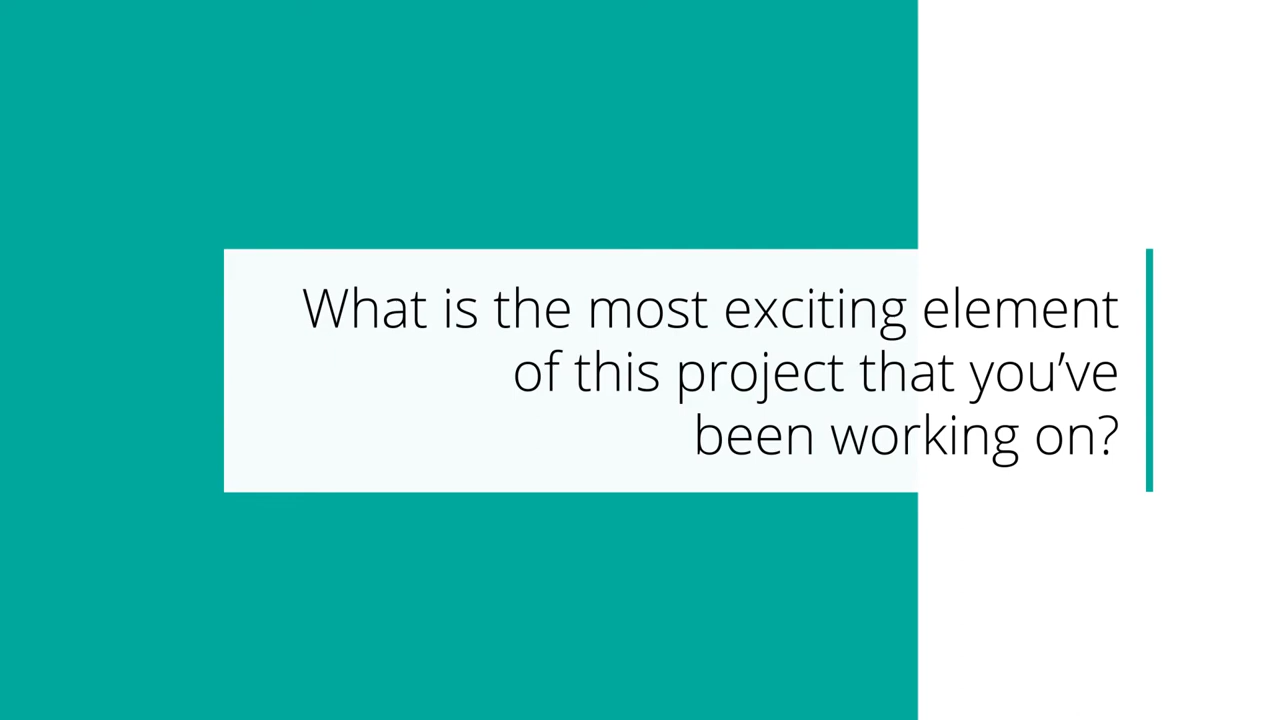 What is the most exciting element
of this project that you’ve
been working on?